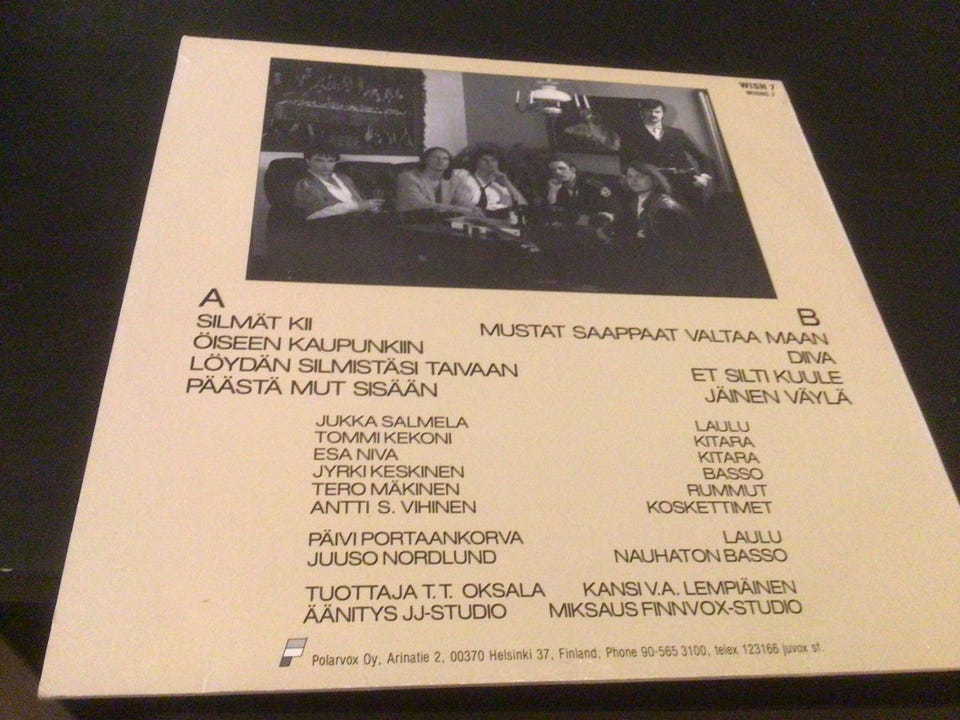 WISH 7
WISHC 7
A
SILMÄT KII
ÖISEEN KAUPUNKIIN
LÖYDÄN SILMISTÄSI TAIVAAN
PÄÄSTÄ MUT SISÄÄN
B
MUSTAT SAAPPAAT VALTAA MAAN
DIIVA
ET SILTI KUULE
JÄINEN VÄYLÄ
JUKKA SALMELA LAULU
TOMMI KEKONI KITARA
ESA NIVA KITARA
JYRKI KESKINEN BASSO
TERO MÄKINEN RUMMUT
ANTTI S. VIHINEN KOSKETTIMET
PÄIVI PORTAANKORVA LAULU
JUUSO NORDLUND NAUHATON BASSO
TUOTTAJA T.T. OKSALA KANSI V.A. LEMPIÄINEN
ÄÄNITYS JJ-STUDIO MIKSAUS FINNVOX-STUDIO
Polarvox Oy, Arinatie 2, 00370 Helsinki 37, Finland, Phone 90-565 3100, telex 123166 juvox sf.